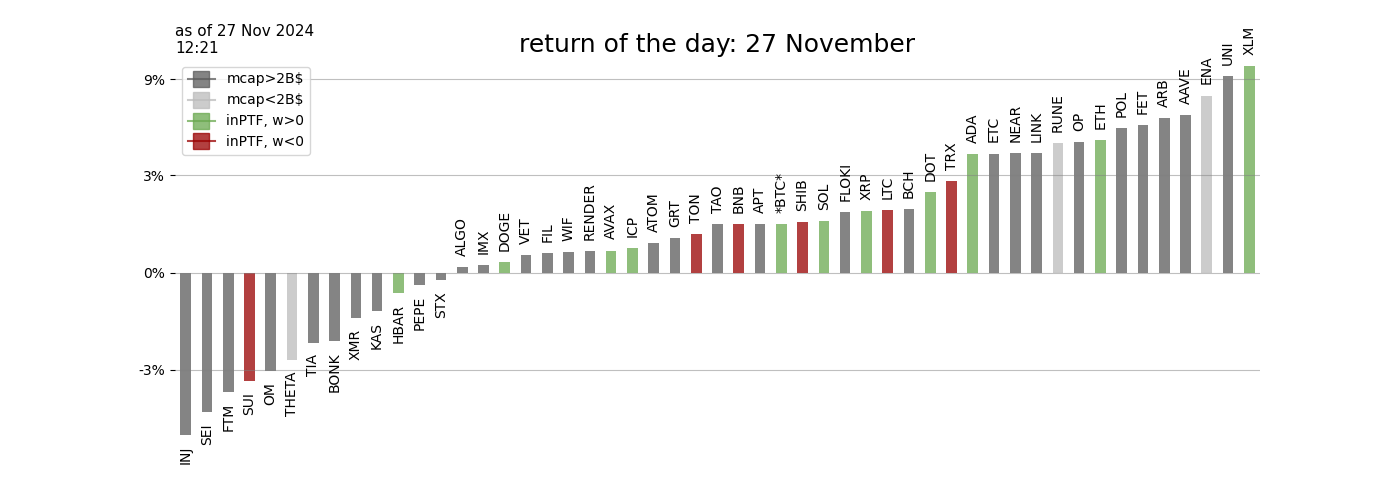 as of 27 Nov 2024
12:21
return of the day: 27 November
mcap>2B$
mcap<2B$
inPTF, w>0
inPTF, w<0
9%
3%
0%
-3%
INJ
SEI
FTM
SUI
OM
THETA
TIA
BONK
XMR
KAS
HBAR
PEPE
STX
ALGO
IMX
DOGE
VET
FIL
WIF
RENDER
AVAX
ICP
ATOM
GRT
TON
TAO
BNB
APT
*BTC*
SHIB
SOL
FLOKI
XRP
LTC
BCH
DOT
TRX
ADA
ETC
NEAR
LINK
RUNE
OP
ETH
POL
FET
ARB
AAVE
ENA
UNI
XLM